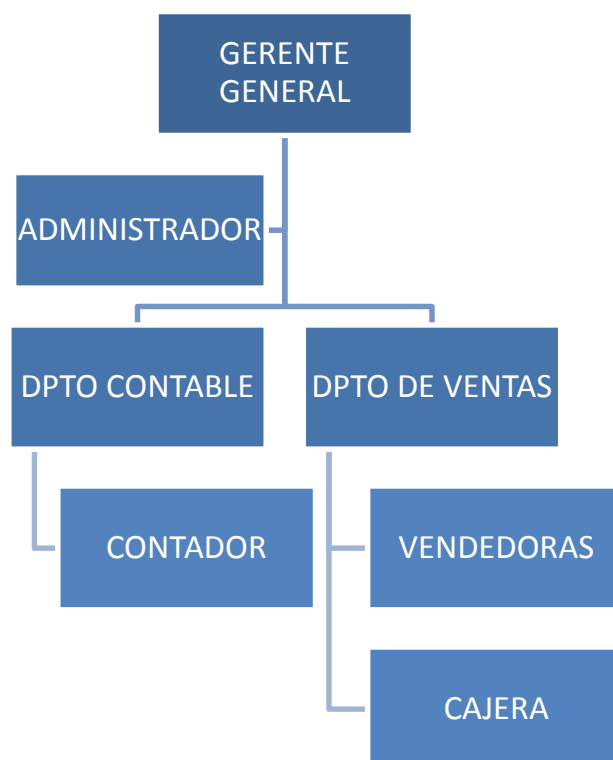 GERENTE
GENERAL
ADMINISTRADOR
DPTO CONTABLE
DPTO DE VENTAS
CONTADOR
VENDEDORAS
CAJERA